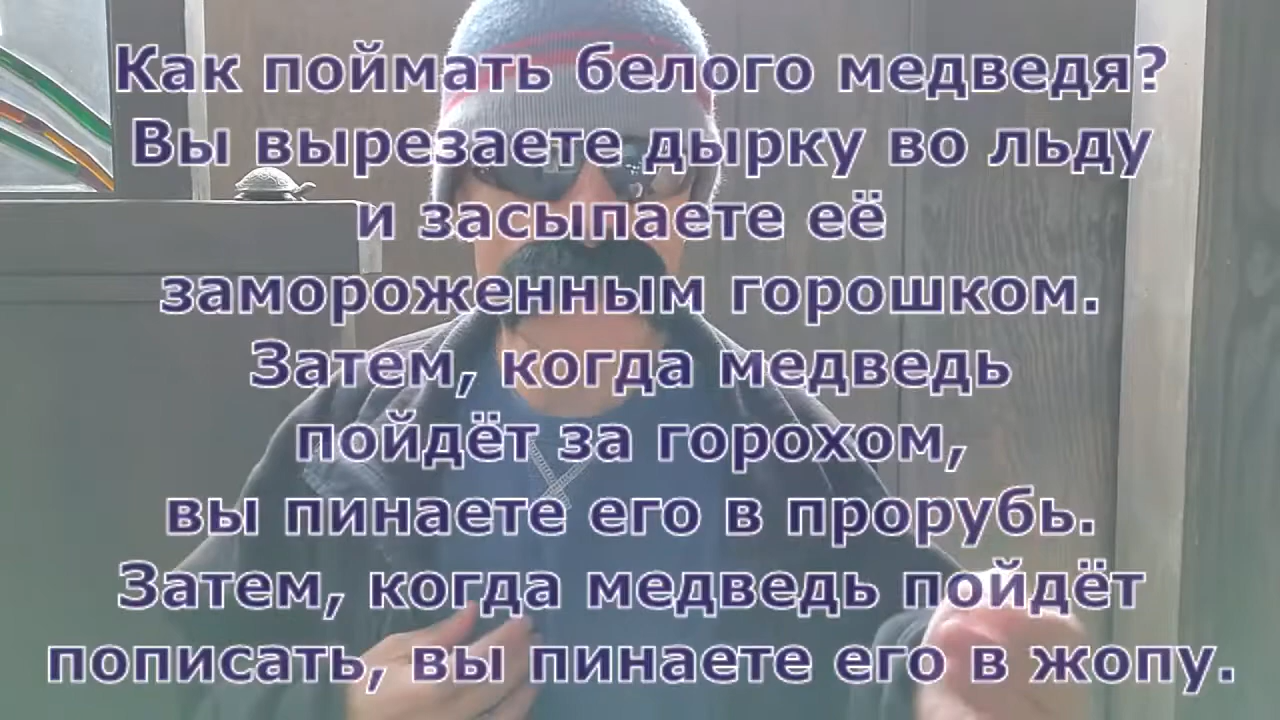 Как поймать белого медведя?
Вы вырезаете дырку во льду
и засыпаете её
замороженным горошком.
Затем, когда медведь
пойдёт за горохом,
вы пинаете его в прорубь.
Затем, когда медведь пойдёт
пописать, вы пинаете его в жопу.